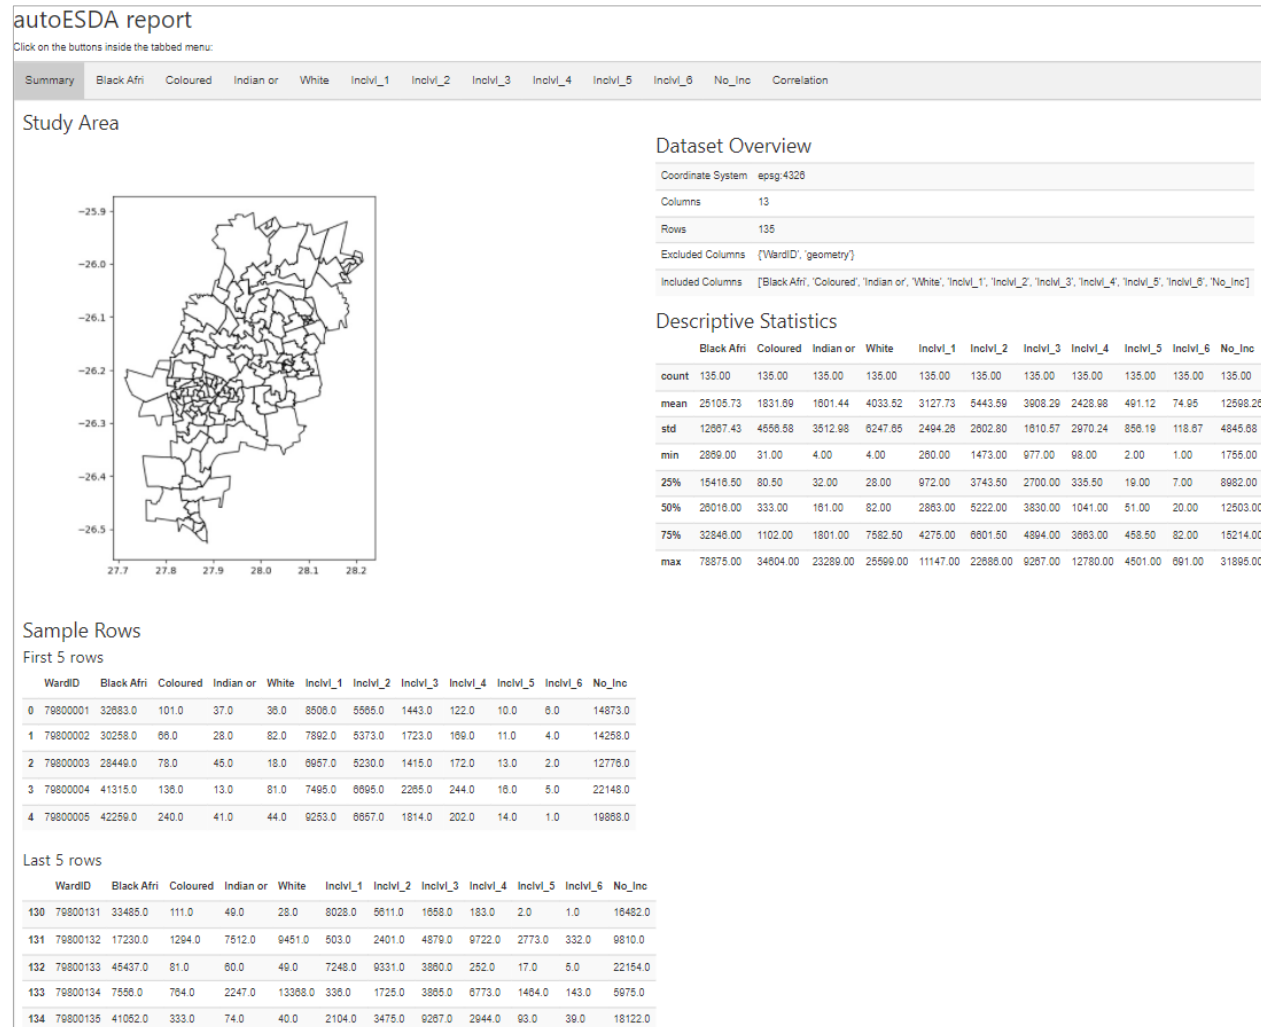 autoESDA report
Click on the buttons inside the tabbed menu:
Summary Black Afri Coloured Indian or White Inclvl_1 Inclvl_2 Inclvl_3 Inclvl_4 Inclvl_5 Inclvl_6 No_Inc Correlation
Study Area
−25.9
−26.0
−26.1
−26.2
−26.3
−26.4
−26.5
27.7 27.8 27.9 28.0 28.1 28.2
Dataset Overview
Coordinate System epsg:4326
Columns 13
Rows 135
Excluded Columns {'WardID', 'geometry'}
Included Columns ['Black Afri', 'Coloured', 'Indian or', 'White', 'Inclvl_1', 'Inclvl_2', 'Inclvl_3', 'Inclvl_4', 'Inclvl_5', 'Inclvl_6', 'No_Inc']
Descriptive Statistics
Black Afri Coloured Indian or White Inclvl_1 Inclvl_2 Inclvl_3 Inclvl_4 Inclvl_5 Inclvl_6 No_Inc
count 135.00 135.00 135.00 135.00 135.00 135.00 135.00 135.00 135.00 135.00 135.00
mean 25105.73 1831.69 1601.44 4033.52 3127.73 5443.59 3908.29 2428.98 491.12 74.95 12598.26
std 12667.43 4556.58 3512.98 6247.65 2494.26 2602.80 1610.57 2970.24 856.19 118.67 4845.68
min 2869.00 31.00 4.00 4.00 260.00 1473.00 977.00 98.00 2.00 1.00 1755.00
25% 15416.50 80.50 32.00 28.00 972.00 3743.50 2700.00 335.50 19.00 7.00 8982.00
50% 26016.00 333.00 161.00 82.00 2863.00 5222.00 3830.00 1041.00 51.00 20.00 12503.00
75% 32846.00 1102.00 1801.00 7582.50 4275.00 6601.50 4894.00 3663.00 458.50 82.00 15214.00
max 78875.00 34604.00 23289.00 25599.00 11147.00 22686.00 9267.00 12780.00 4501.00 691.00 31895.00
Sample Rows
First 5 rows
WardID Black Afri Coloured Indian or White Inclvl_1 Inclvl_2 Inclvl_3 Inclvl_4 Inclvl_5 Inclvl_6 No_Inc
0 79800001 32683.0 101.0 37.0 36.0 8506.0 5565.0 1443.0 122.0 10.0 6.0 14873.0
1 79800002 30258.0 66.0 28.0 82.0 7892.0 5373.0 1723.0 169.0 11.0 4.0 14258.0
2 79800003 28449.0 78.0 45.0 18.0 6957.0 5230.0 1415.0 172.0 13.0 2.0 12776.0
3 79800004 41315.0 136.0 13.0 81.0 7495.0 6695.0 2265.0 244.0 16.0 5.0 22148.0
4 79800005 42259.0 240.0 41.0 44.0 9253.0 6657.0 1814.0 202.0 14.0 1.0 19868.0
Last 5 rows
WardID Black Afri Coloured Indian or White Inclvl_1 Inclvl_2 Inclvl_3 Inclvl_4 Inclvl_5 Inclvl_6 No_Inc
130 79800131 33485.0 111.0 49.0 28.0 8028.0 5611.0 1658.0 183.0 2.0 1.0 16482.0
131 79800132 17230.0 1294.0 7512.0 9451.0 503.0 2401.0 4879.0 9722.0 2773.0 332.0 9810.0
132 79800133 45437.0 81.0 60.0 49.0 7248.0 9331.0 3860.0 252.0 17.0 5.0 22154.0
133 79800134 7556.0 764.0 2247.0 13368.0 336.0 1725.0 3865.0 6773.0 1464.0 143.0 5975.0
134 79800135 41052.0 333.0 74.0 40.0 2104.0 3475.0 9267.0 2944.0 93.0 39.0 18122.0